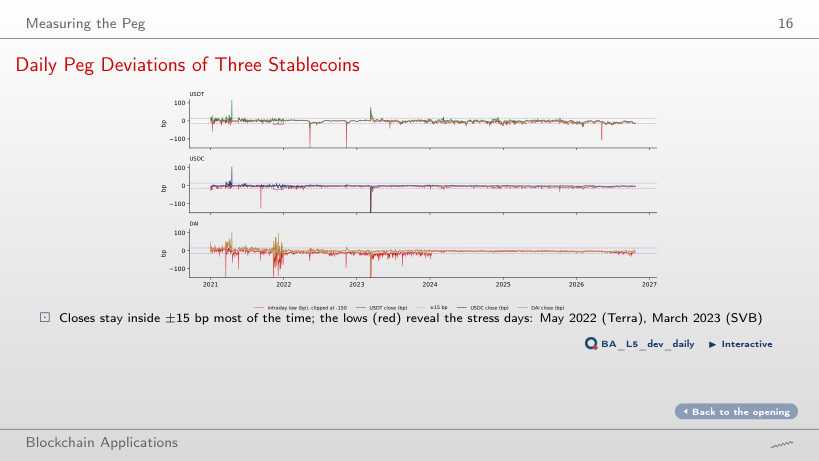 Measuring the Peg 16
Daily Peg Deviations of Three Stablecoins
USDT
100
0
−100
bp
USDC
100
0
−100
bp
DAI
100
0
−100
bp
2021 2022 2023 2024 2025 2026 2027
intraday low (bp), clipped at -150 USDT close (bp) ±15 bp USDC close (bp) DAI close (bp)
Closes stay inside ±15 bp most of the time; the lows (red) reveal the stress days: May 2022 (Terra), March 2023 (SVB)
BA_L5_dev_daily Interactive
Back to the opening
Blockchain Applications